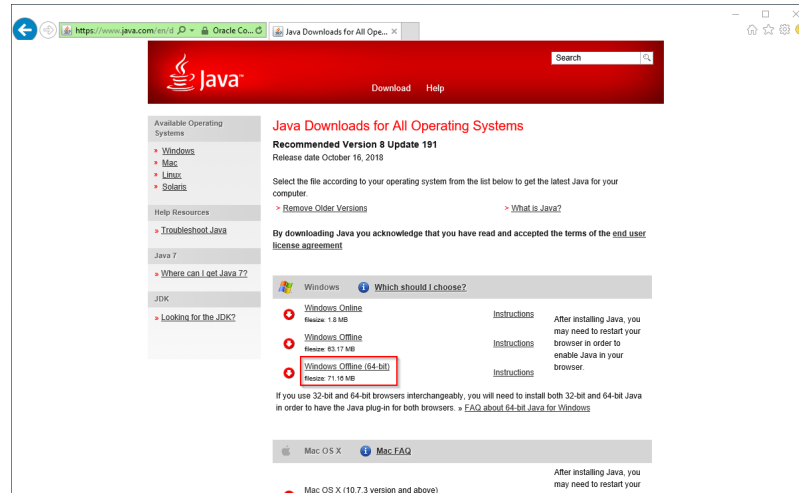 https://www.java.com/en/d
Oracle Co...
Java Downloads for All Ope...
Java™
Search
Download Help
Available Operating
Systems
» Windows
» Mac
» Linux
» Solaris
Help Resources
» Troubleshoot Java
Java 7
» Where can I get Java 7?
JDK
» Looking for the JDK?
Java Downloads for All Operating Systems
Recommended Version 8 Update 191
Release date October 16, 2018
Select the file according to your operating system from the list below to get the latest Java for your
computer.
> Remove Older Versions > What is Java?
By downloading Java you acknowledge that you have read and accepted the terms of the end user
license agreement
Windows Which should I choose?
Windows Online
filesize: 1.8 MB
Instructions
Windows Offline
filesize: 63.17 MB
Instructions
Windows Offline (64-bit)
filesize: 71.16 MB
Instructions
After installing Java, you
may need to restart your
browser in order to
enable Java in your
browser.
If you use 32-bit and 64-bit browsers interchangeably, you will need to install both 32-bit and 64-bit Java
in order to have the Java plug-in for both browsers. » FAQ about 64-bit Java for Windows
Mac OS X Mac FAQ
Mac OS X (10.7.3 version and above)
After installing Java, you
may need to restart your